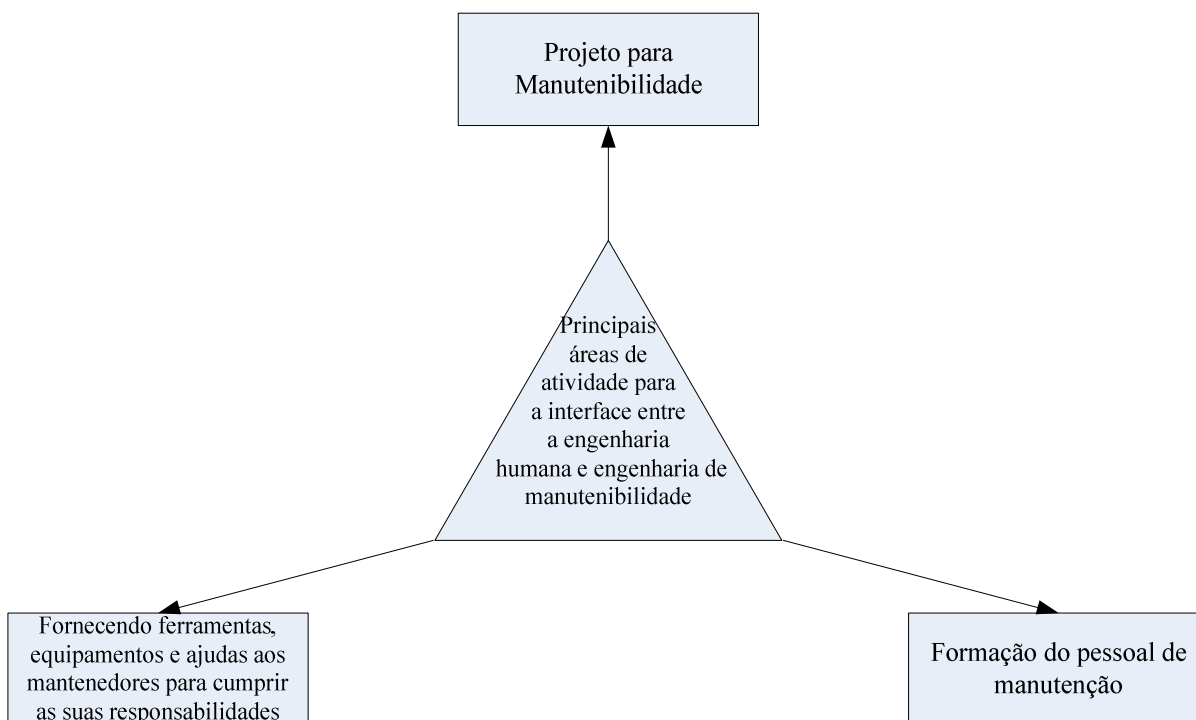 Projeto para
Manutenibilidade
Principais
áreas de
atividade para
a interface entre
a engenharia
humana e engenharia de
manutenibilidade
Fornecendo ferramentas,
equipamentos e ajudas aos
mantenedores para cumprir
as suas responsabilidades
Formação do pessoal de
manutenção